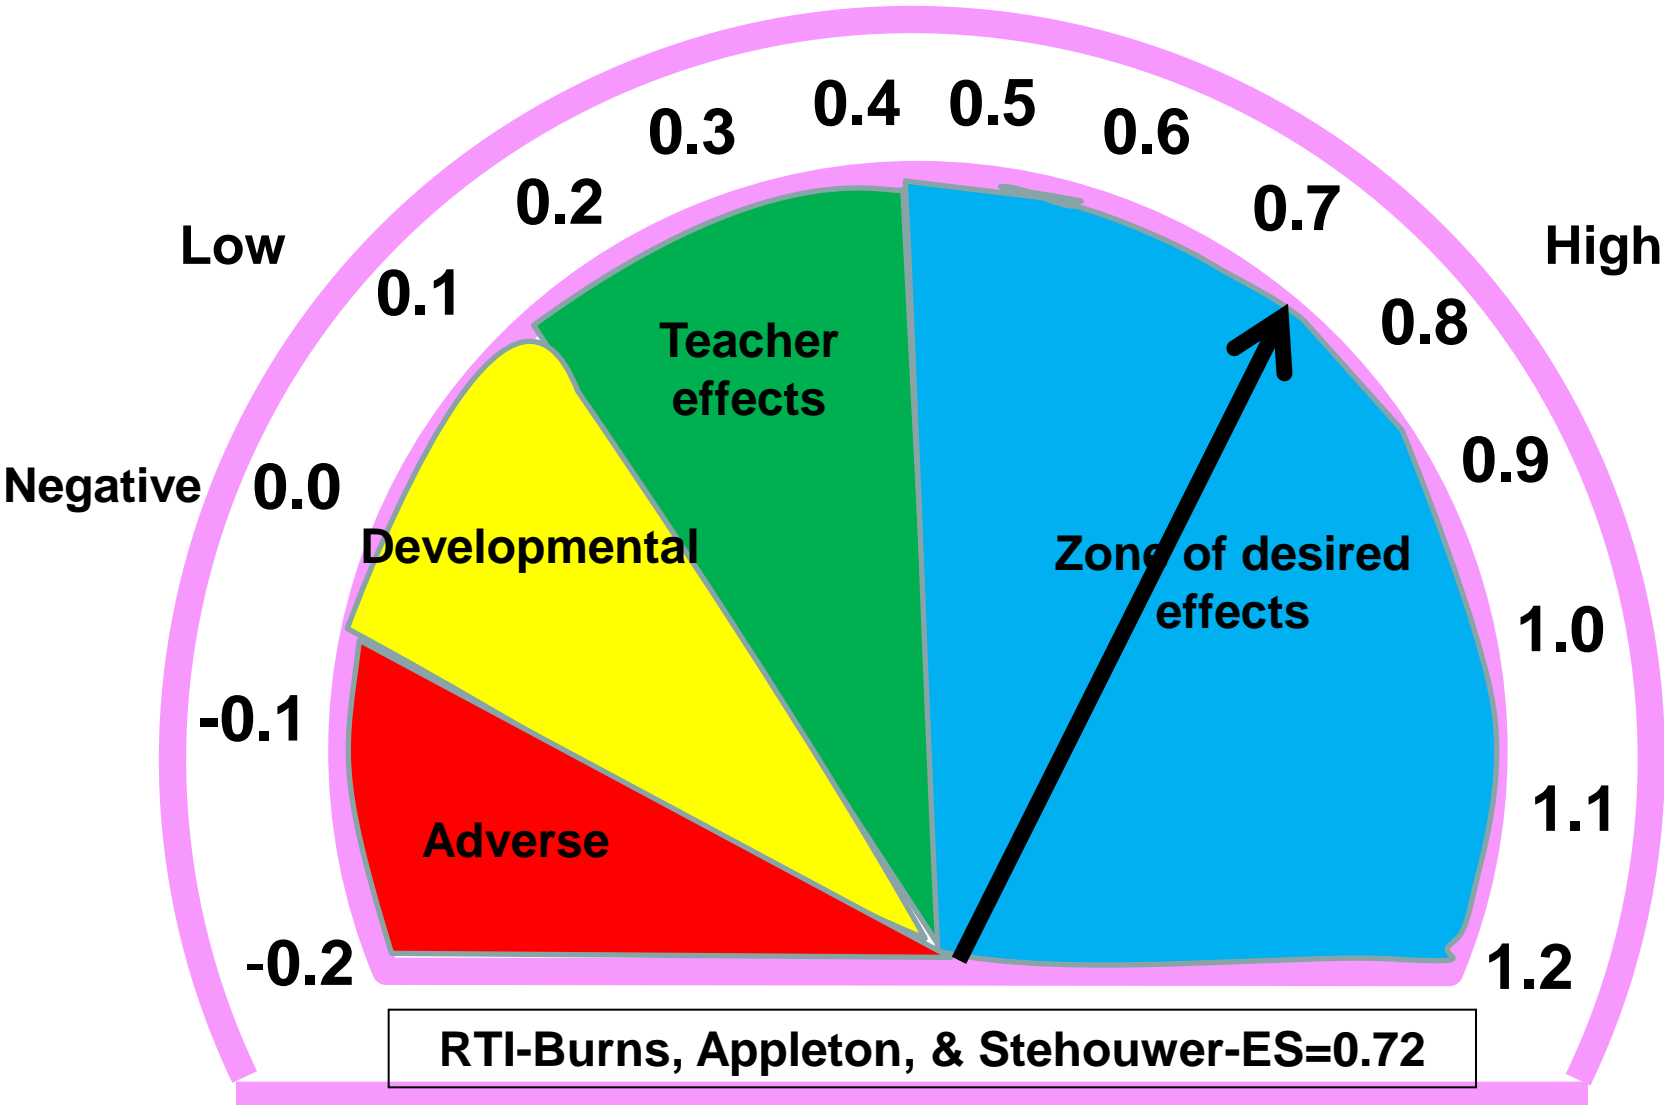 0.4
0.5
0.3
0.6
0.2
0.7
Low
High
0.1
0.8
Teacher
effects
0.9
Negative
0.0
Developmental
Zone of desired
effects
1.0
-0.1
1.1
Adverse
-0.2
1.2
RTI-Burns, Appleton, & Stehouwer-ES=0.72